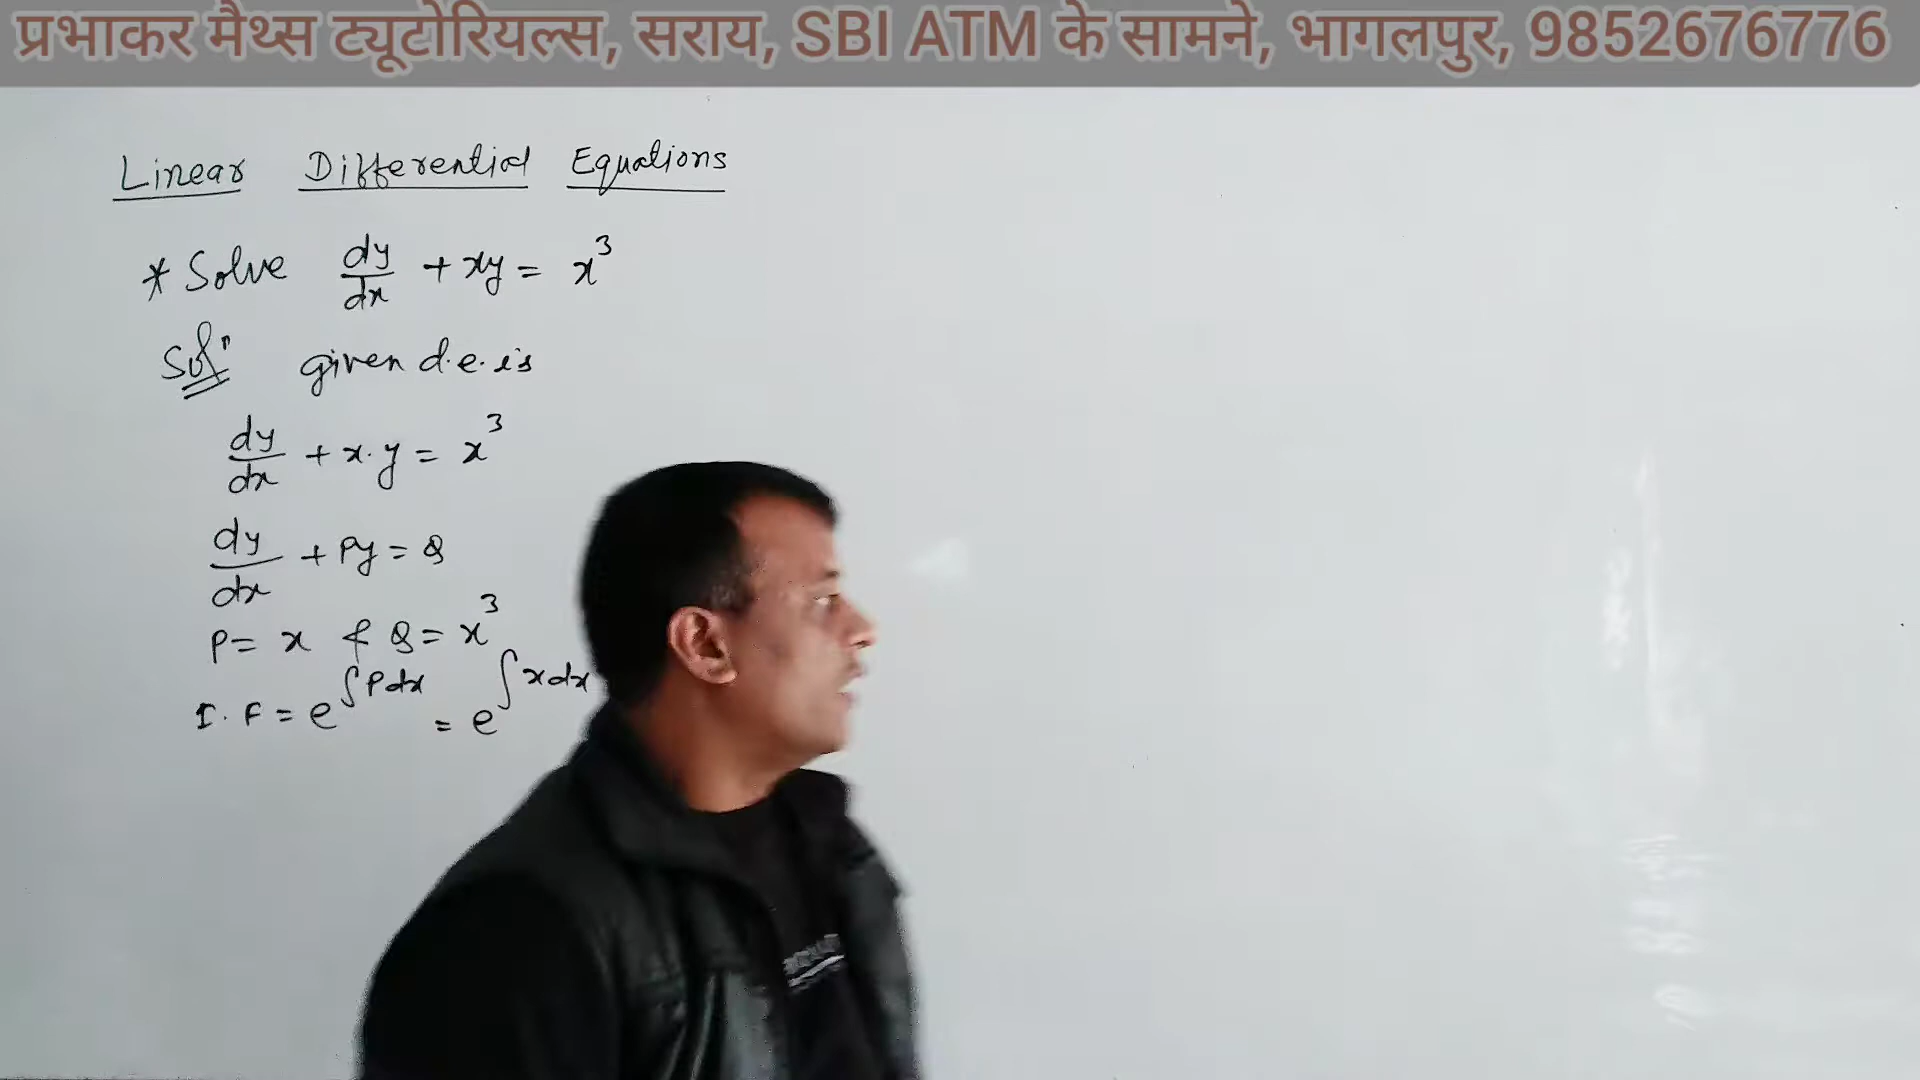 प्रभाकर मैथ्स ट्यूटोरियल्स, सराय, SBI ATM के सामने, भागलपुर, 9852676776
Linear Differential Equations
* Solve dy/dx + xy = x³
Solⁿ given d.e. is
dy/dx + x.y = x³
dy/dx + Py = Q
P = x & Q = x³
I.F = e^∫Pdx = e^∫xdx